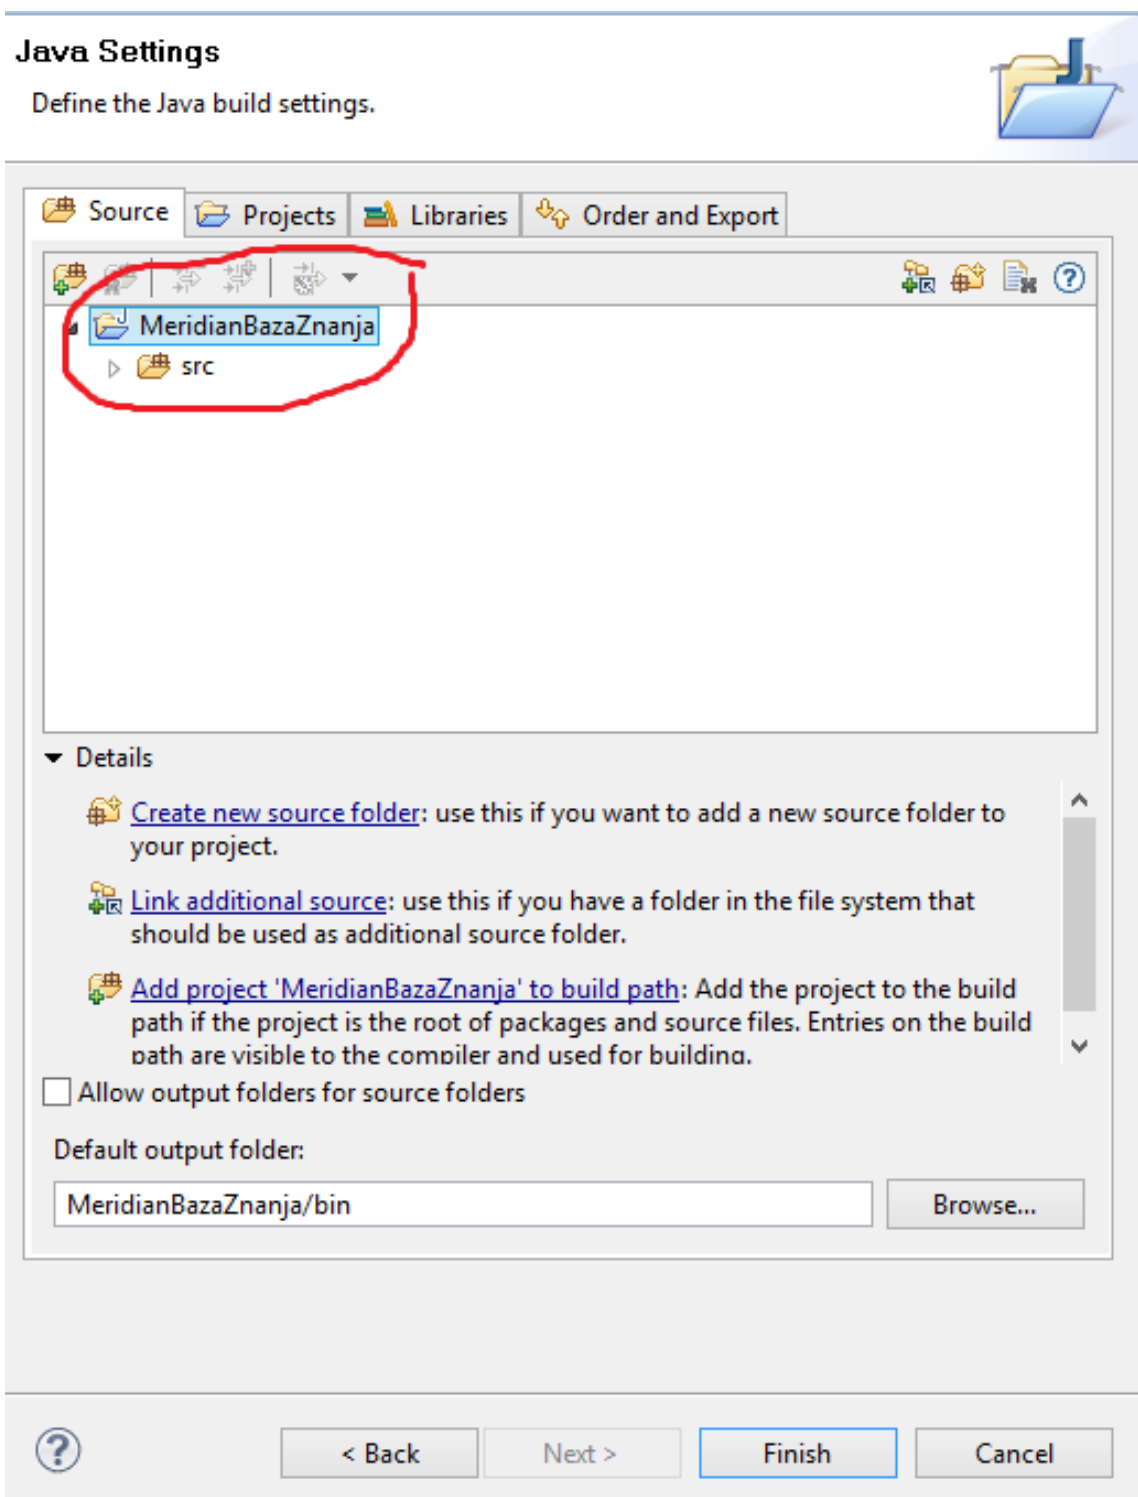 Java Settings
Define the Java build settings.
Source Projects Libraries Order and Export
MeridianBazaZnanja
src
Details
Create new source folder: use this if you want to add a new source folder to
your project.
Link additional source: use this if you have a folder in the file system that
should be used as additional source folder.
Add project 'MeridianBazaZnanja' to build path: Add the project to the build
path if the project is the root of packages and source files. Entries on the build
path are visible to the compiler and used for building.
Allow output folders for source folders
Default output folder:
MeridianBazaZnanja/bin Browse...
< Back Next > Finish Cancel